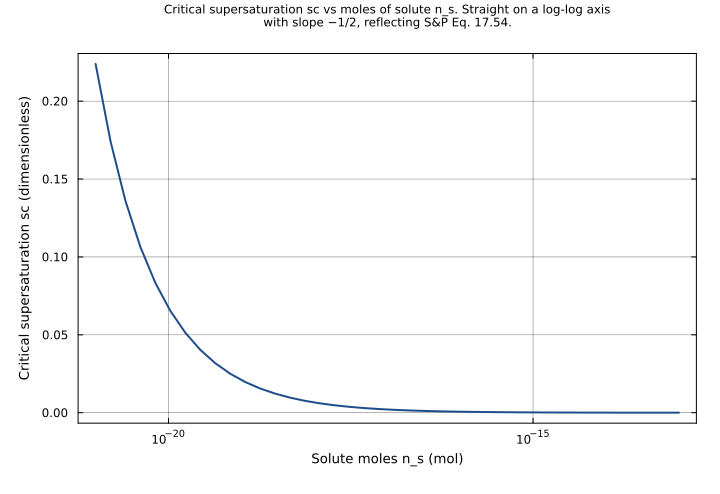 Critical supersaturation sc vs moles of solute n_s. Straight on a log-log axis
with slope −1/2, reflecting S&P Eq. 17.54.
Critical supersaturation sc (dimensionless)
0.20
0.15
0.10
0.05
0.00
10⁻²⁰
10⁻¹⁵
Solute moles n_s (mol)